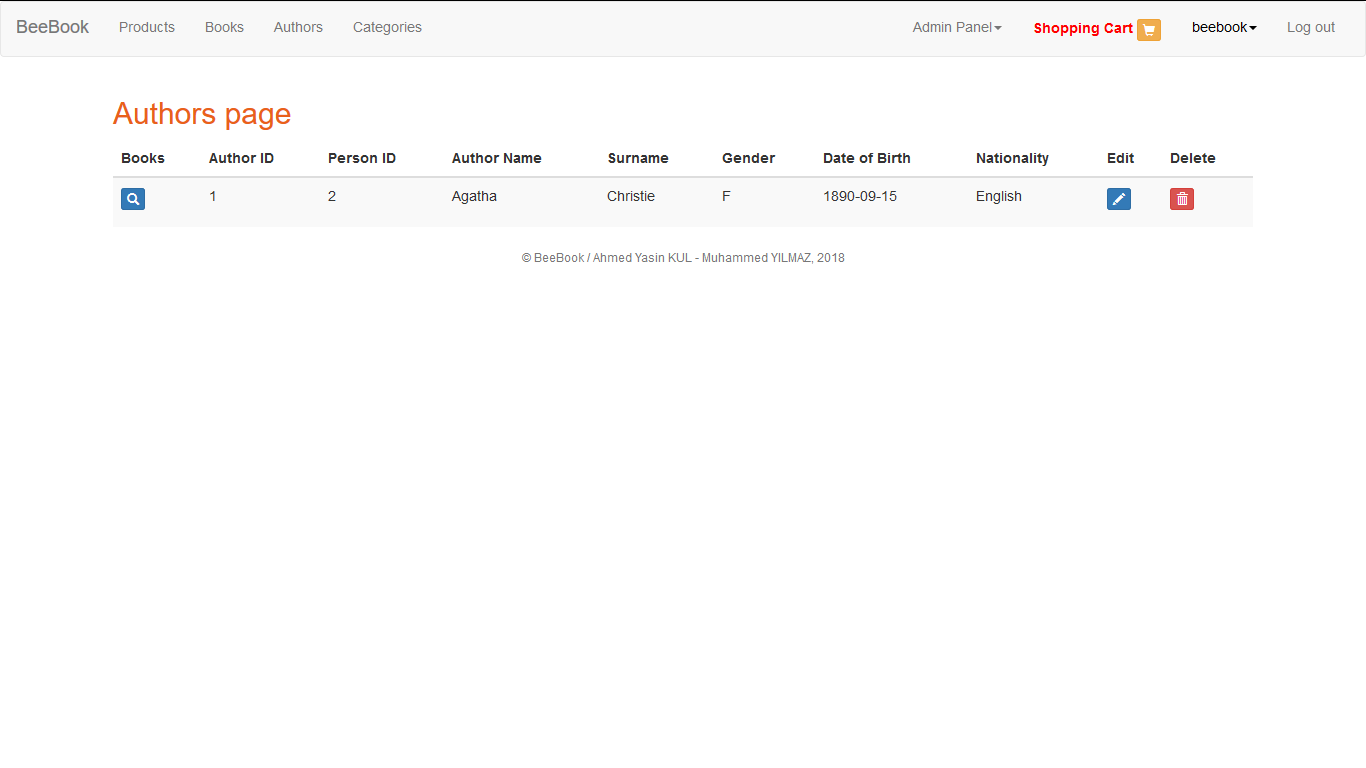 BeeBook Products Books Authors Categories Admin Panel Shopping Cart beebook Log out
Authors page
Books Author ID Person ID Author Name Surname Gender Date of Birth Nationality Edit Delete
1 2 Agatha Christie F 1890-09-15 English
© BeeBook / Ahmed Yasin KUL - Muhammed YILMAZ, 2018